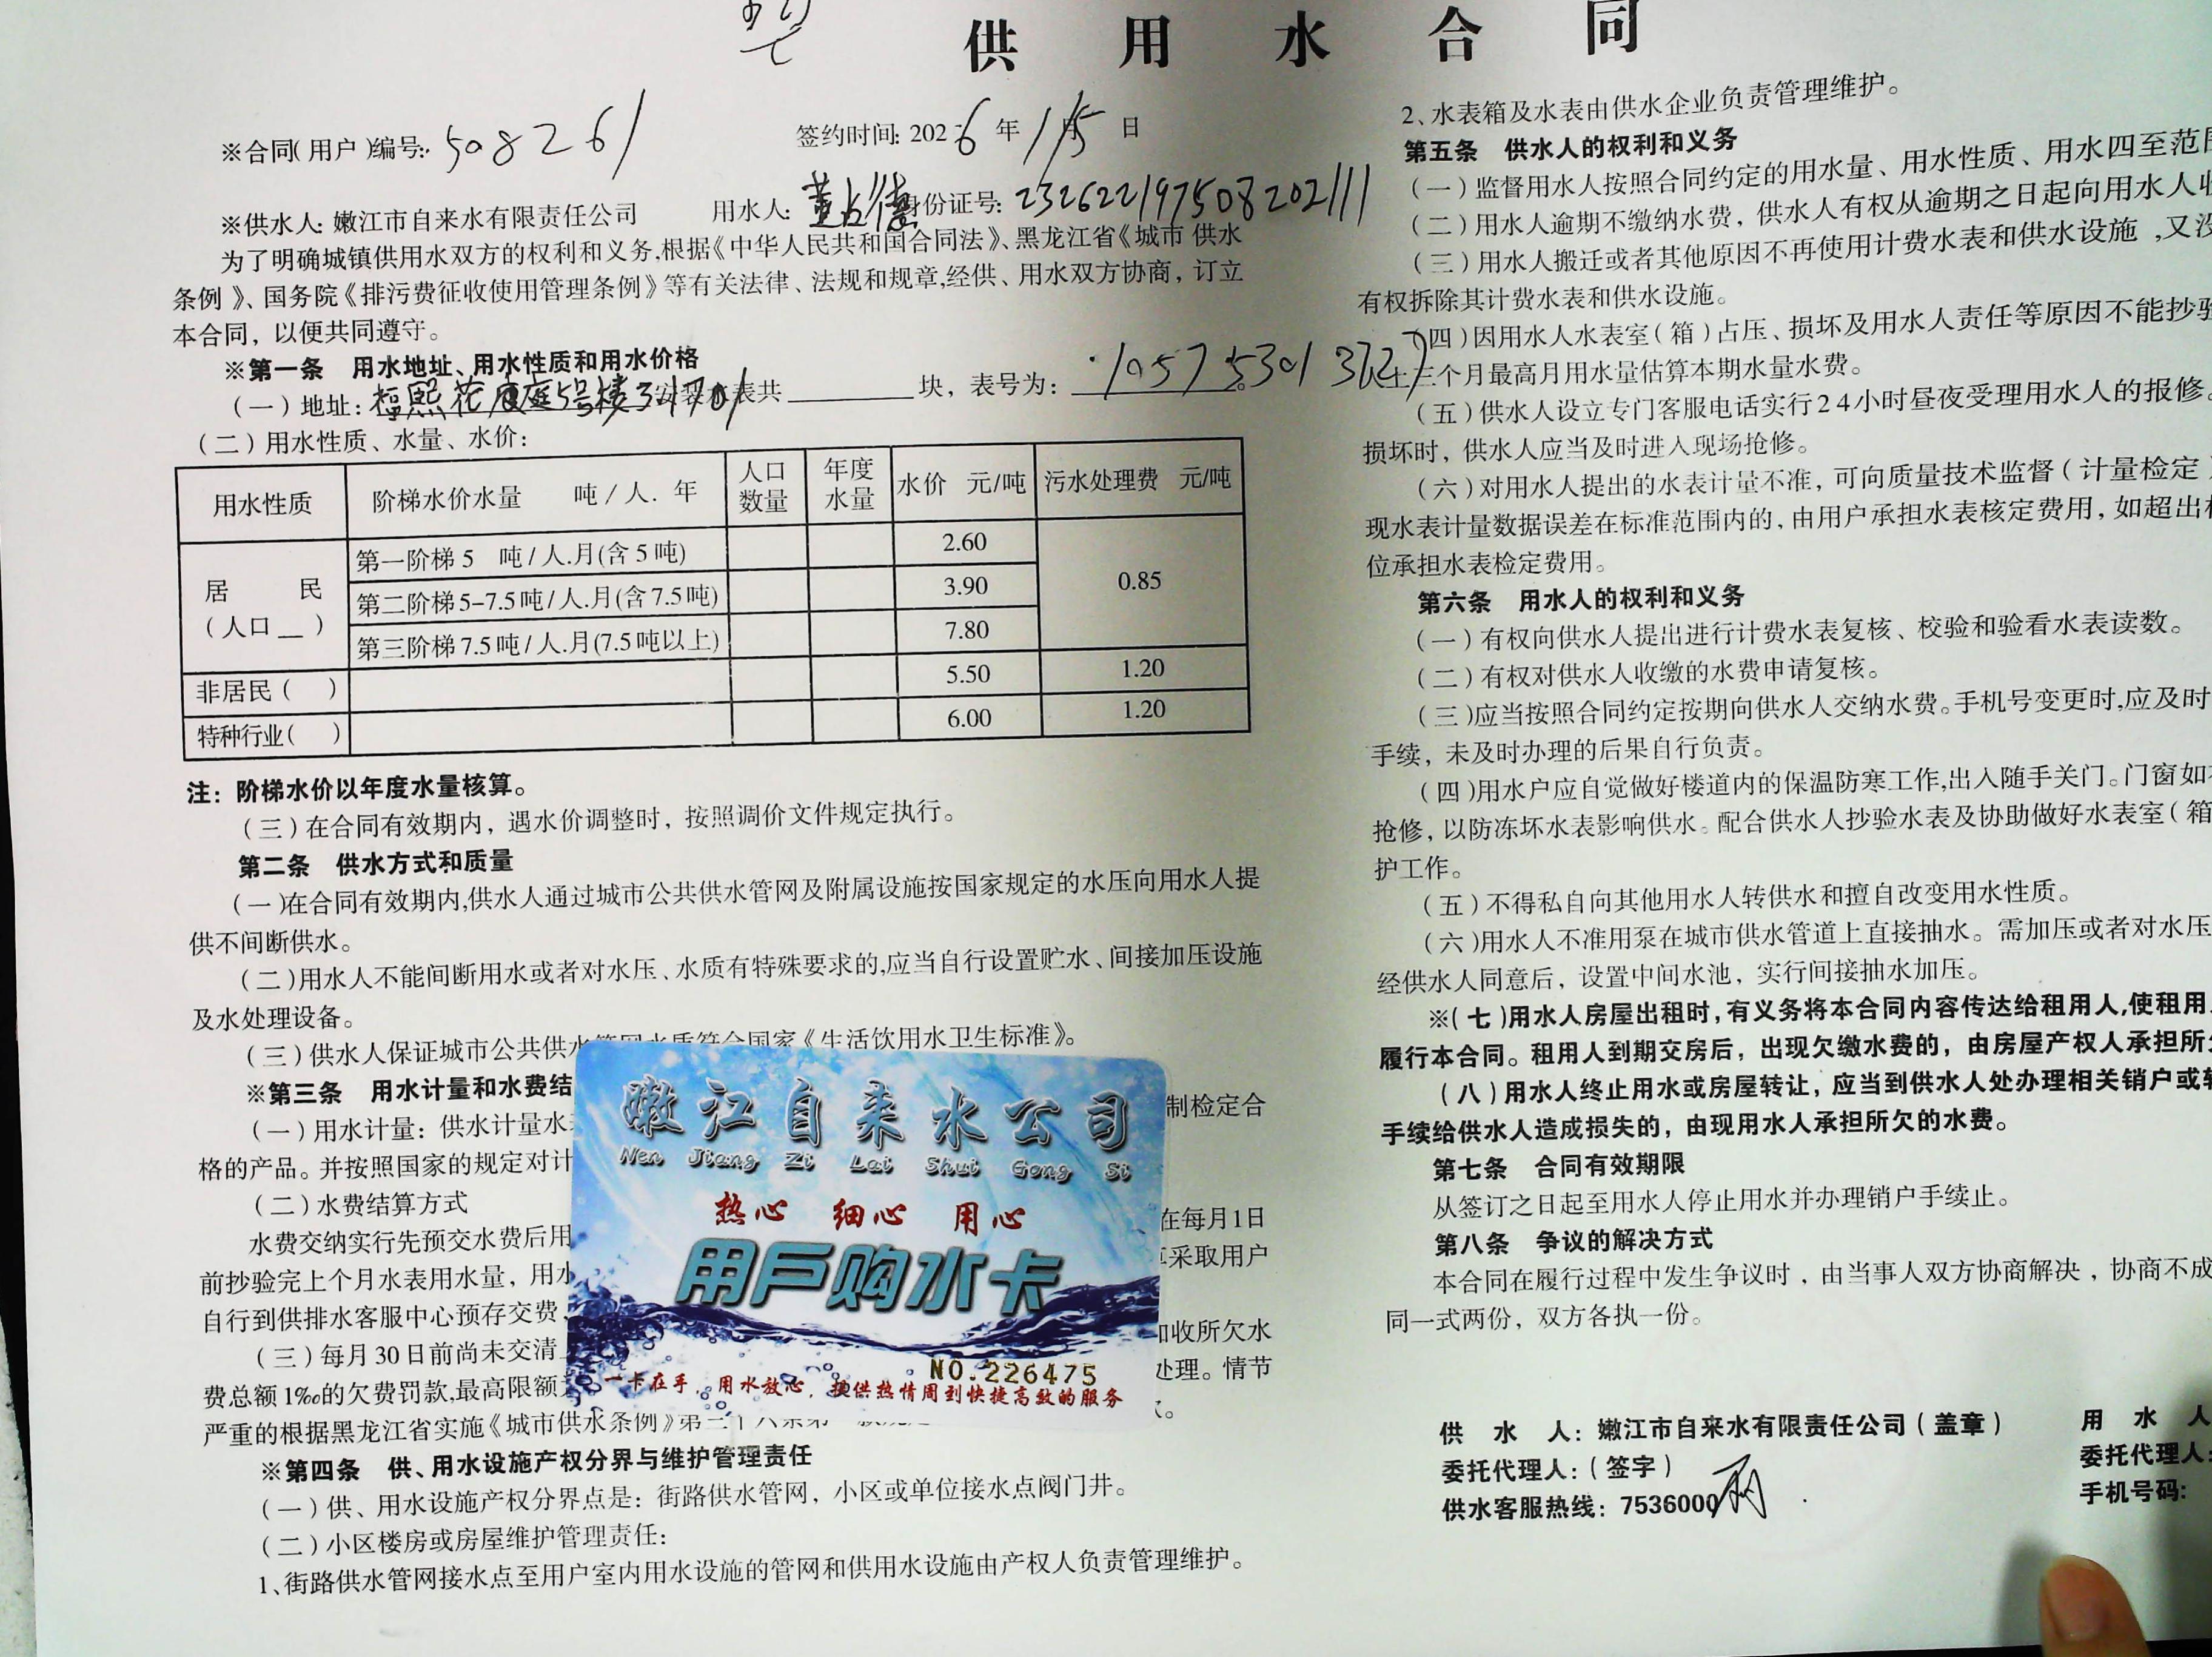 供用水合同
※合同(用户)编号: 508261
签约时间: 2026年1月5日
※供水人: 嫩江市自来水有限责任公司 用水人: 董占德 身份证号: 232622197508202111
为了明确城镇供用水双方的权利和义务,根据《中华人民共和国合同法》、黑龙江省《城市供水
条例》、国务院《排污费征收使用管理条例》等有关法律、法规和规章,经供、用水双方协商，订立
本合同，以便共同遵守。
※第一条 用水地址、用水性质和用水价格
(一)地址: 福熙花园庭5号楼3 1701 水表共 块，表号为:
(二)用水性质、水量、水价:
用水性质 阶梯水价水量 吨/人.年 人口数量 年度水量 水价 元/吨 污水处理费 元/吨
居民(人口 ) 第一阶梯5 吨/人.月(含5吨) 2.60 0.85
第二阶梯5-7.5吨/人.月(含7.5吨) 3.90
第三阶梯7.5吨/人.月(7.5吨以上) 7.80
非居民( ) 5.50 1.20
特种行业( ) 6.00 1.20
注: 阶梯水价以年度水量核算。
(三)在合同有效期内，遇水价调整时，按照调价文件规定执行。
第二条 供水方式和质量
(一)在合同有效期内,供水人通过城市公共供水管网及附属设施按国家规定的水压向用水人提
供不间断供水。
(二)用水人不能间断用水或者对水压、水质有特殊要求的,应当自行设置贮水、间接加压设施
及水处理设备。
(三)供水人保证城市公共供水管网水质符合国家《生活饮用水卫生标准》。
※第三条 用水计量和水费结
(一)用水计量: 供水计量水 制检定合
格的产品。并按照国家的规定对计
(二)水费结算方式
水费交纳实行先预交水费后用 在每月1日
前抄验完上个月水表用水量，用水 采取用户
自行到供排水客服中心预存交费、
(三)每月30日前尚未交清 收所欠水
费总额1‰的欠费罚款,最高限额 处理。情节
严重的根据黑龙江省实施《城市供水条例》第三十六条第
※第四条 供、用水设施产权分界与维护管理责任
(一)供、用水设施产权分界点是: 街路供水管网，小区或单位接水点阀门井。
(二)小区楼房或房屋维护管理责任:
1、街路供水管网接水点至用户室内用水设施的管网和供用水设施由产权人负责管理维护。
嫩江自来水公司
Nen Jiang Zi Lai Shui Gong Si
热心 细心 用心
用户购水卡
NO.226475
一卡在手，用水放心，提供热情周到快捷高效的服务
2、水表箱及水表由供水企业负责管理维护。
第五条 供水人的权利和义务
(一)监督用水人按照合同约定的用水量、用水性质、用水四至范围
(二)用水人逾期不缴纳水费，供水人有权从逾期之日起向用水人收
(三)用水人搬迁或者其他原因不再使用计费水表和供水设施,又没
有权拆除其计费水表和供水设施。
(四)因用水人水表室(箱)占压、损坏及用水人责任等原因不能抄验
三个月最高月用水量估算本期水量水费。
(五)供水人设立专门客服电话实行24小时昼夜受理用水人的报修。
损坏时，供水人应当及时进入现场抢修。
(六)对用水人提出的水表计量不准，可向质量技术监督(计量检定)
现水表计量数据误差在标准范围内的，由用户承担水表核定费用，如超出标
位承担水表检定费用。
第六条 用水人的权利和义务
(一)有权向供水人提出进行计费水表复核、校验和验看水表读数。
(二)有权对供水人收缴的水费申请复核。
(三)应当按照合同约定按期向供水人交纳水费。手机号变更时,应及时
手续，未及时办理的后果自行负责。
(四)用水户应自觉做好楼道内的保温防寒工作,出入随手关门。门窗如
抢修，以防冻坏水表影响供水。配合供水人抄验水表及协助做好水表室(箱
护工作。
(五)不得私自向其他用水人转供水和擅自改变用水性质。
(六)用水人不准用泵在城市供水管道上直接抽水。需加压或者对水压
经供水人同意后，设置中间水池，实行间接抽水加压。
※(七)用水人房屋出租时,有义务将本合同内容传达给租用人,使租用
履行本合同。租用人到期交房后，出现欠缴水费的，由房屋产权人承担所
(八)用水人终止用水或房屋转让，应当到供水人处办理相关销户或
手续给供水人造成损失的，由现用水人承担所欠的水费。
第七条 合同有效期限
从签订之日起至用水人停止用水并办理销户手续止。
第八条 争议的解决方式
本合同在履行过程中发生争议时，由当事人双方协商解决，协商不成
同一式两份，双方各执一份。
供水人: 嫩江市自来水有限责任公司(盖章) 用水人
委托代理人:(签字) 委托代理人:
供水客服热线: 7536000 手机号码: